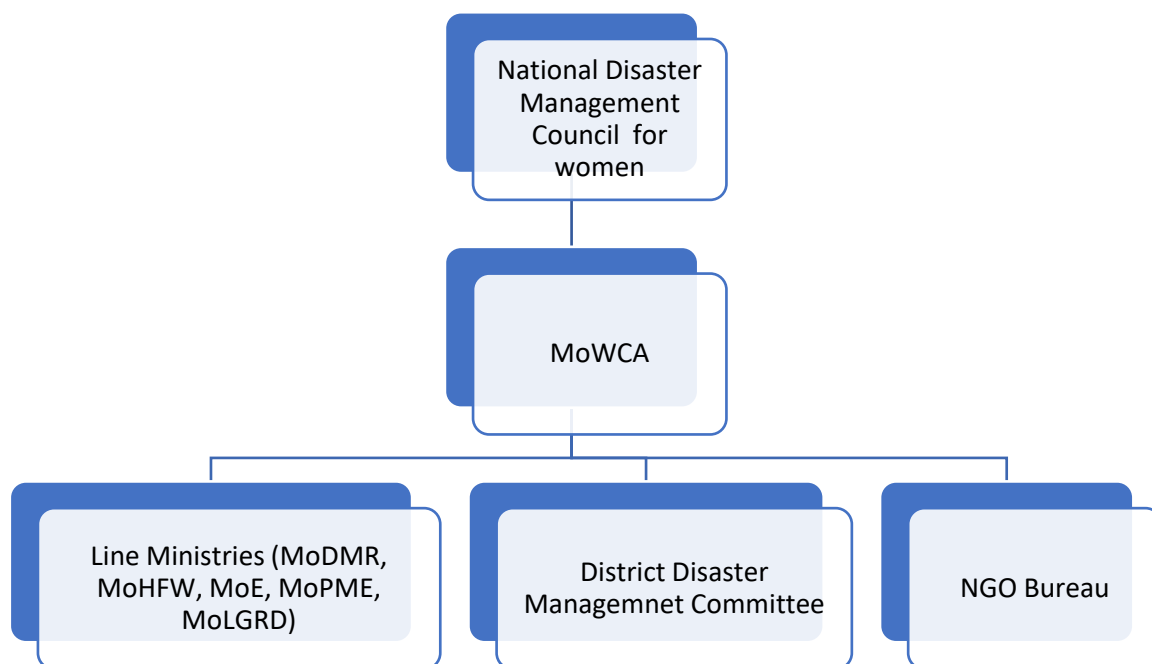 National Disaster
Management
Council for
women
MoWCA
Line Ministries (MoDMR,
MoHFW, MoE, MoPME,
MoLGRD)
District Disaster
Managemnet Committee
NGO Bureau